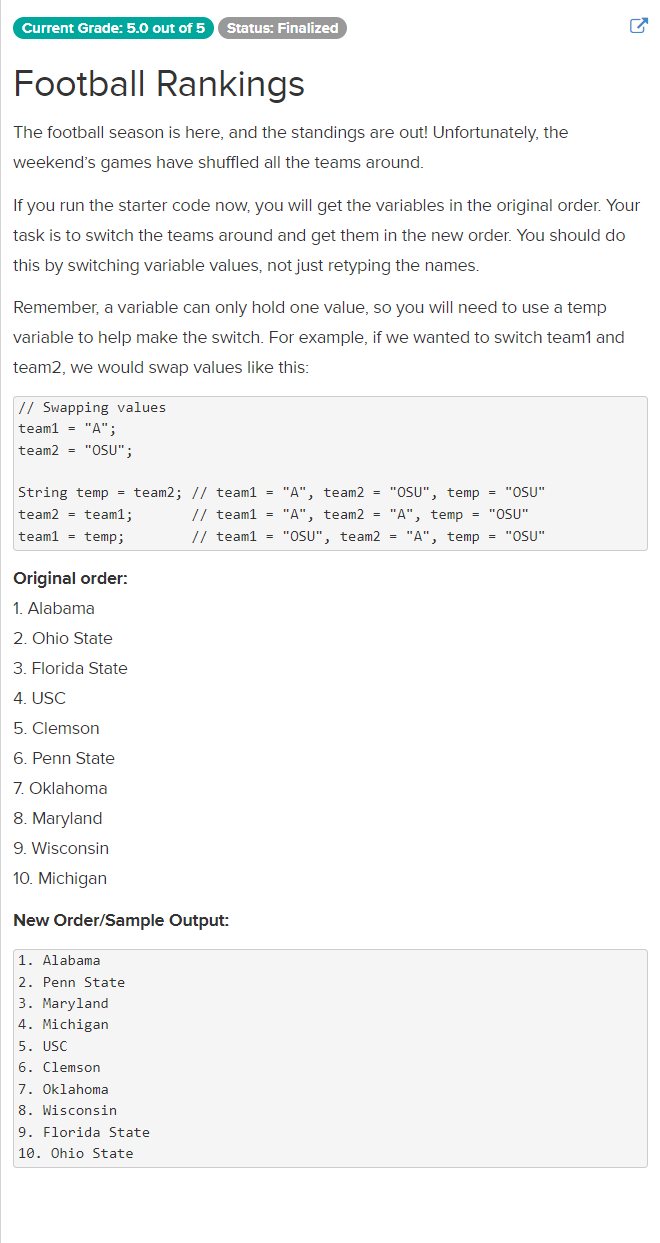 Current Grade: 5.0 out of 5 Status: Finalized
Football Rankings
The football season is here, and the standings are out! Unfortunately, the
weekend's games have shuffled all the teams around.
If you run the starter code now, you will get the variables in the original order. Your
task is to switch the teams around and get them in the new order. You should do
this by switching variable values, not just retyping the names.
Remember, a variable can only hold one value, so you will need to use a temp
variable to help make the switch. For example, if we wanted to switch team1 and
team2, we would swap values like this:
// Swapping values
team1 = "A";
team2 = "OSU";
String temp = team2; // team1 = "A", team2 = "OSU", temp = "OSU"
team2 = team1;       // team1 = "A", team2 = "A", temp = "OSU"
team1 = temp;        // team1 = "OSU", team2 = "A", temp = "OSU"
Original order:
1. Alabama
2. Ohio State
3. Florida State
4. USC
5. Clemson
6. Penn State
7. Oklahoma
8. Maryland
9. Wisconsin
10. Michigan
New Order/Sample Output:
1. Alabama
2. Penn State
3. Maryland
4. Michigan
5. USC
6. Clemson
7. Oklahoma
8. Wisconsin
9. Florida State
10. Ohio State